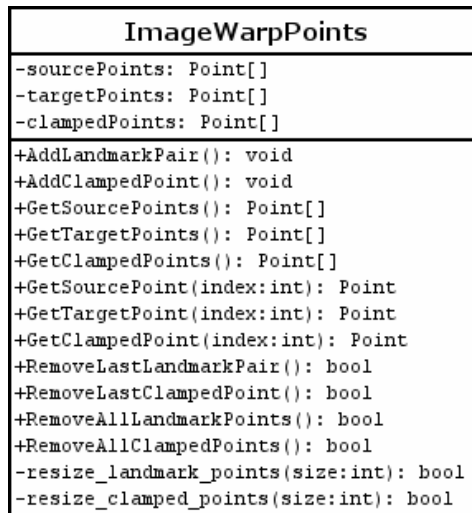 ImageWarpPoints
-sourcePoints: Point[]
-targetPoints: Point[]
-clampedPoints: Point[]
+AddLandmarkPair(): void
+AddClampedPoint(): void
+GetSourcePoints(): Point[]
+GetTargetPoints(): Point[]
+GetClampedPoints(): Point[]
+GetSourcePoint(index:int): Point
+GetTargetPoint(index:int): Point
+GetClampedPoint(index:int): Point
+RemoveLastLandmarkPair(): bool
+RemoveLastClampedPoint(): bool
+RemoveAllLandmarkPoints(): bool
+RemoveAllClampedPoints(): bool
-resize_landmark_points(size:int): bool
-resize_clamped_points(size:int): bool